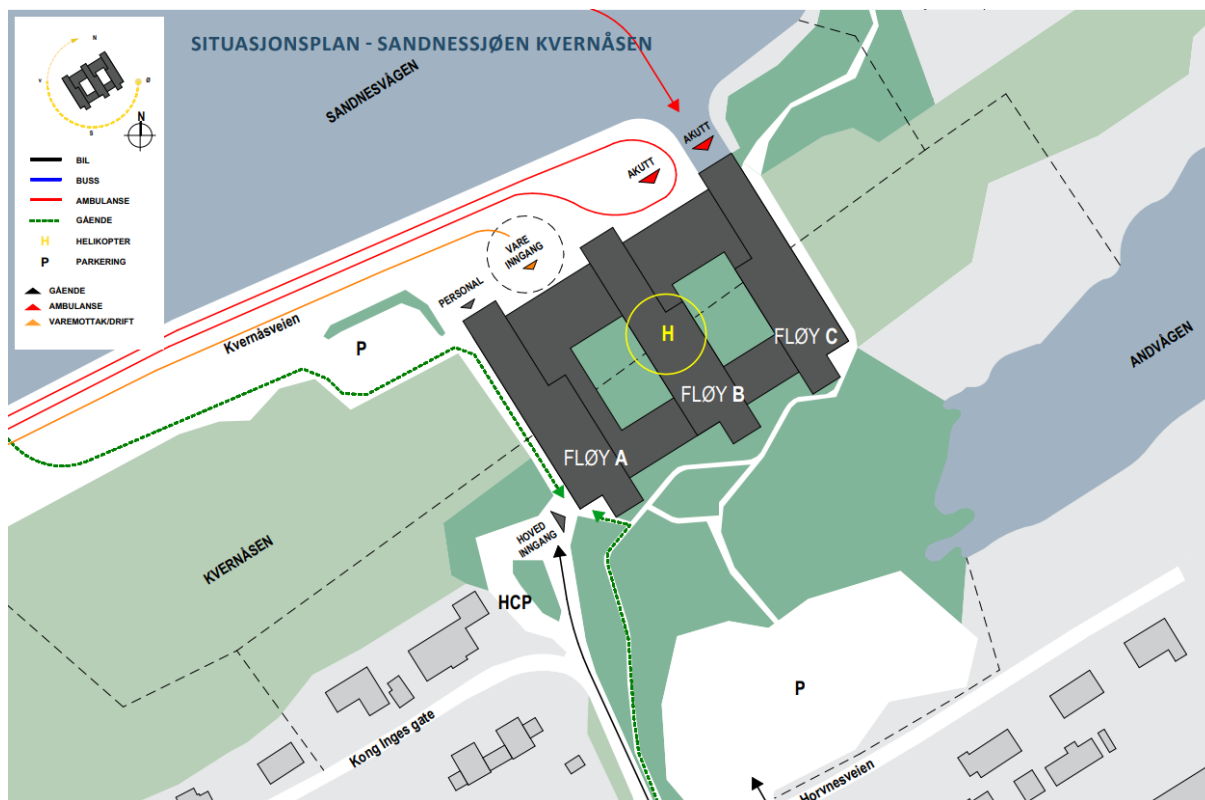 SITUASJONSPLAN - SANDNESSJØEN KVERNÅSEN
N
V
Ø
S
N
BIL
BUSS
AMBULANSE
GÅENDE
H HELIKOPTER
P PARKERING
GÅENDE
AMBULANSE
VAREMOTTAK/DRIFT
SANDNESVÅGEN
AKUTT
AKUTT
VARE
INNGANG
PERSONAL
Kvernåsveien
P
H
FLØY C
FLØY B
FLØY A
ANDVÅGEN
KVERNÅSEN
HOVED
INNGANG
HCP
P
Kong Inges gate
Horvnesveien